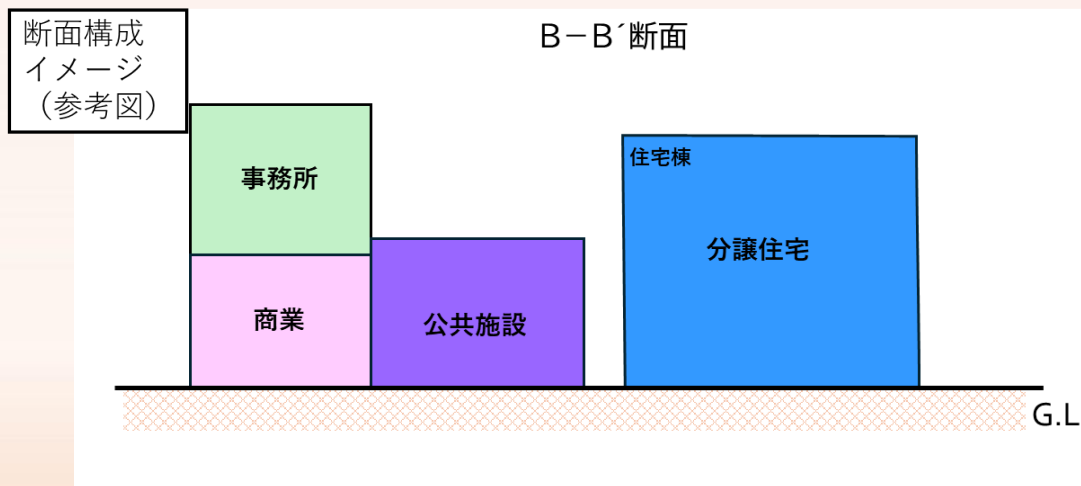 断面構成
イメージ
（参考図）
B－B´断面
事務所
商業
公共施設
住宅棟
分譲住宅
G.L